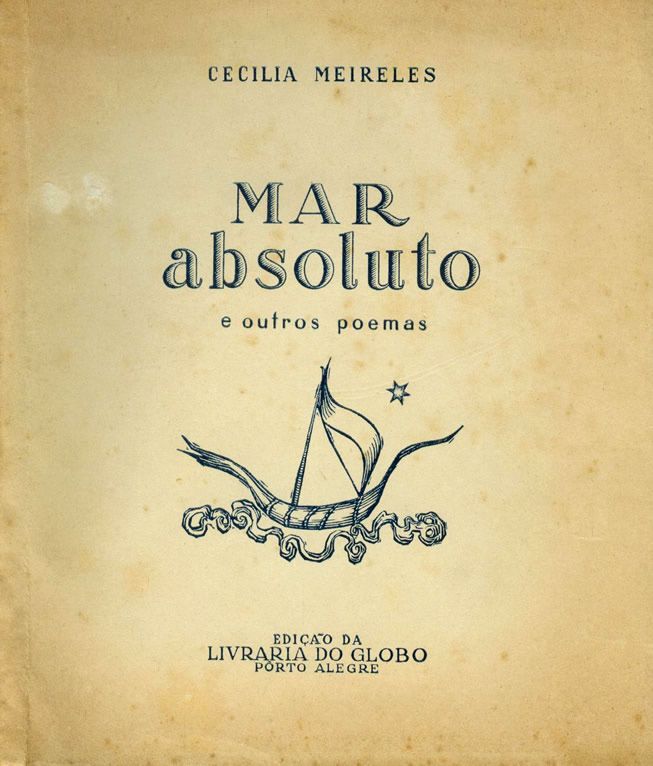 CECILIA MEIRELES
MAR
absoluto
e outros poemas
EDIÇÃO DA
LIVRARIA DO GLOBO
PÔRTO ALEGRE